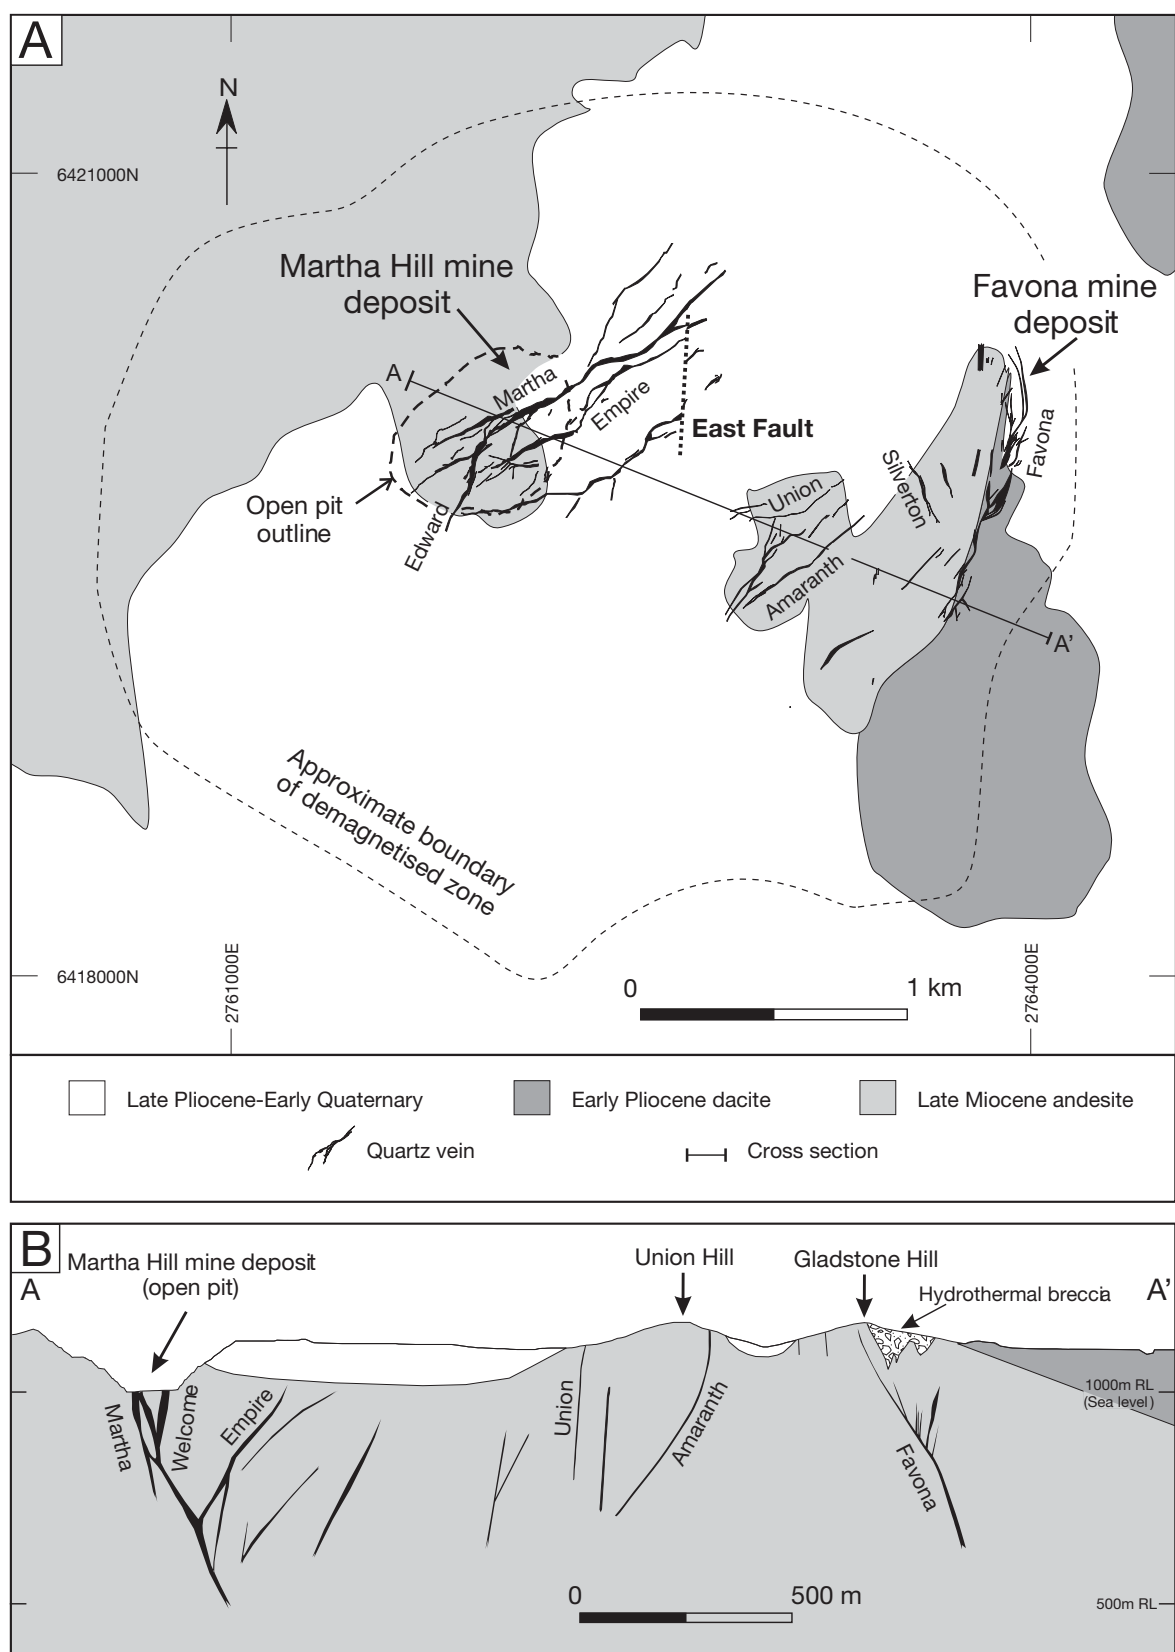 A
N
6421000N
Martha Hill mine
deposit
Favona mine
deposit
A
Martha
Empire
East Fault
Favona
Silverton
Union
Open pit
outline
Edward
Amaranth
A'
Approximate boundary
of demagnetised zone
6418000N
2761000E
2764000E
0
1 km
Late Pliocene-Early Quaternary
Early Pliocene dacite
Late Miocene andesite
Quartz vein
Cross section
B
Martha Hill mine deposit
(open pit)
Union Hill
Gladstone Hill
A
A'
Hydrothermal breccia
1000m RL
(Sea level)
Martha
Welcome
Empire
Union
Amaranth
Favona
0
500 m
500m RL